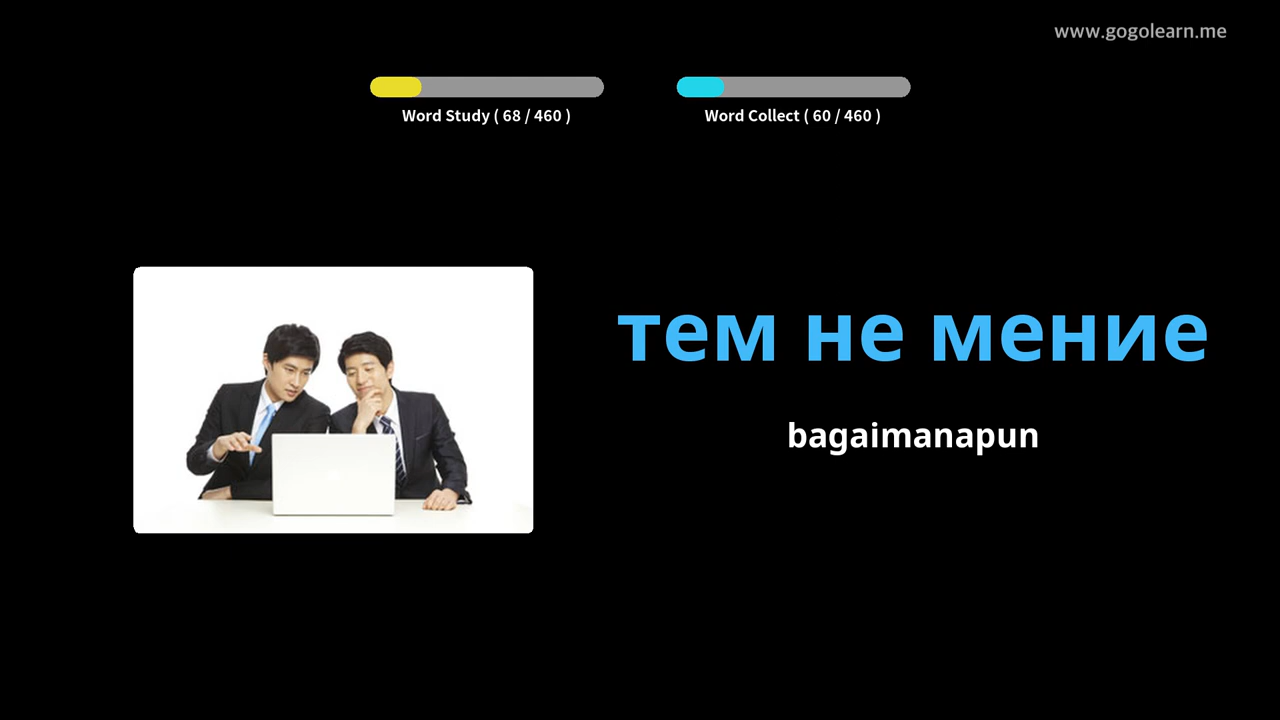 www.gogolearn.me
Word Study ( 68 / 460 )
Word Collect ( 60 / 460 )
тем не мение
bagaimanapun